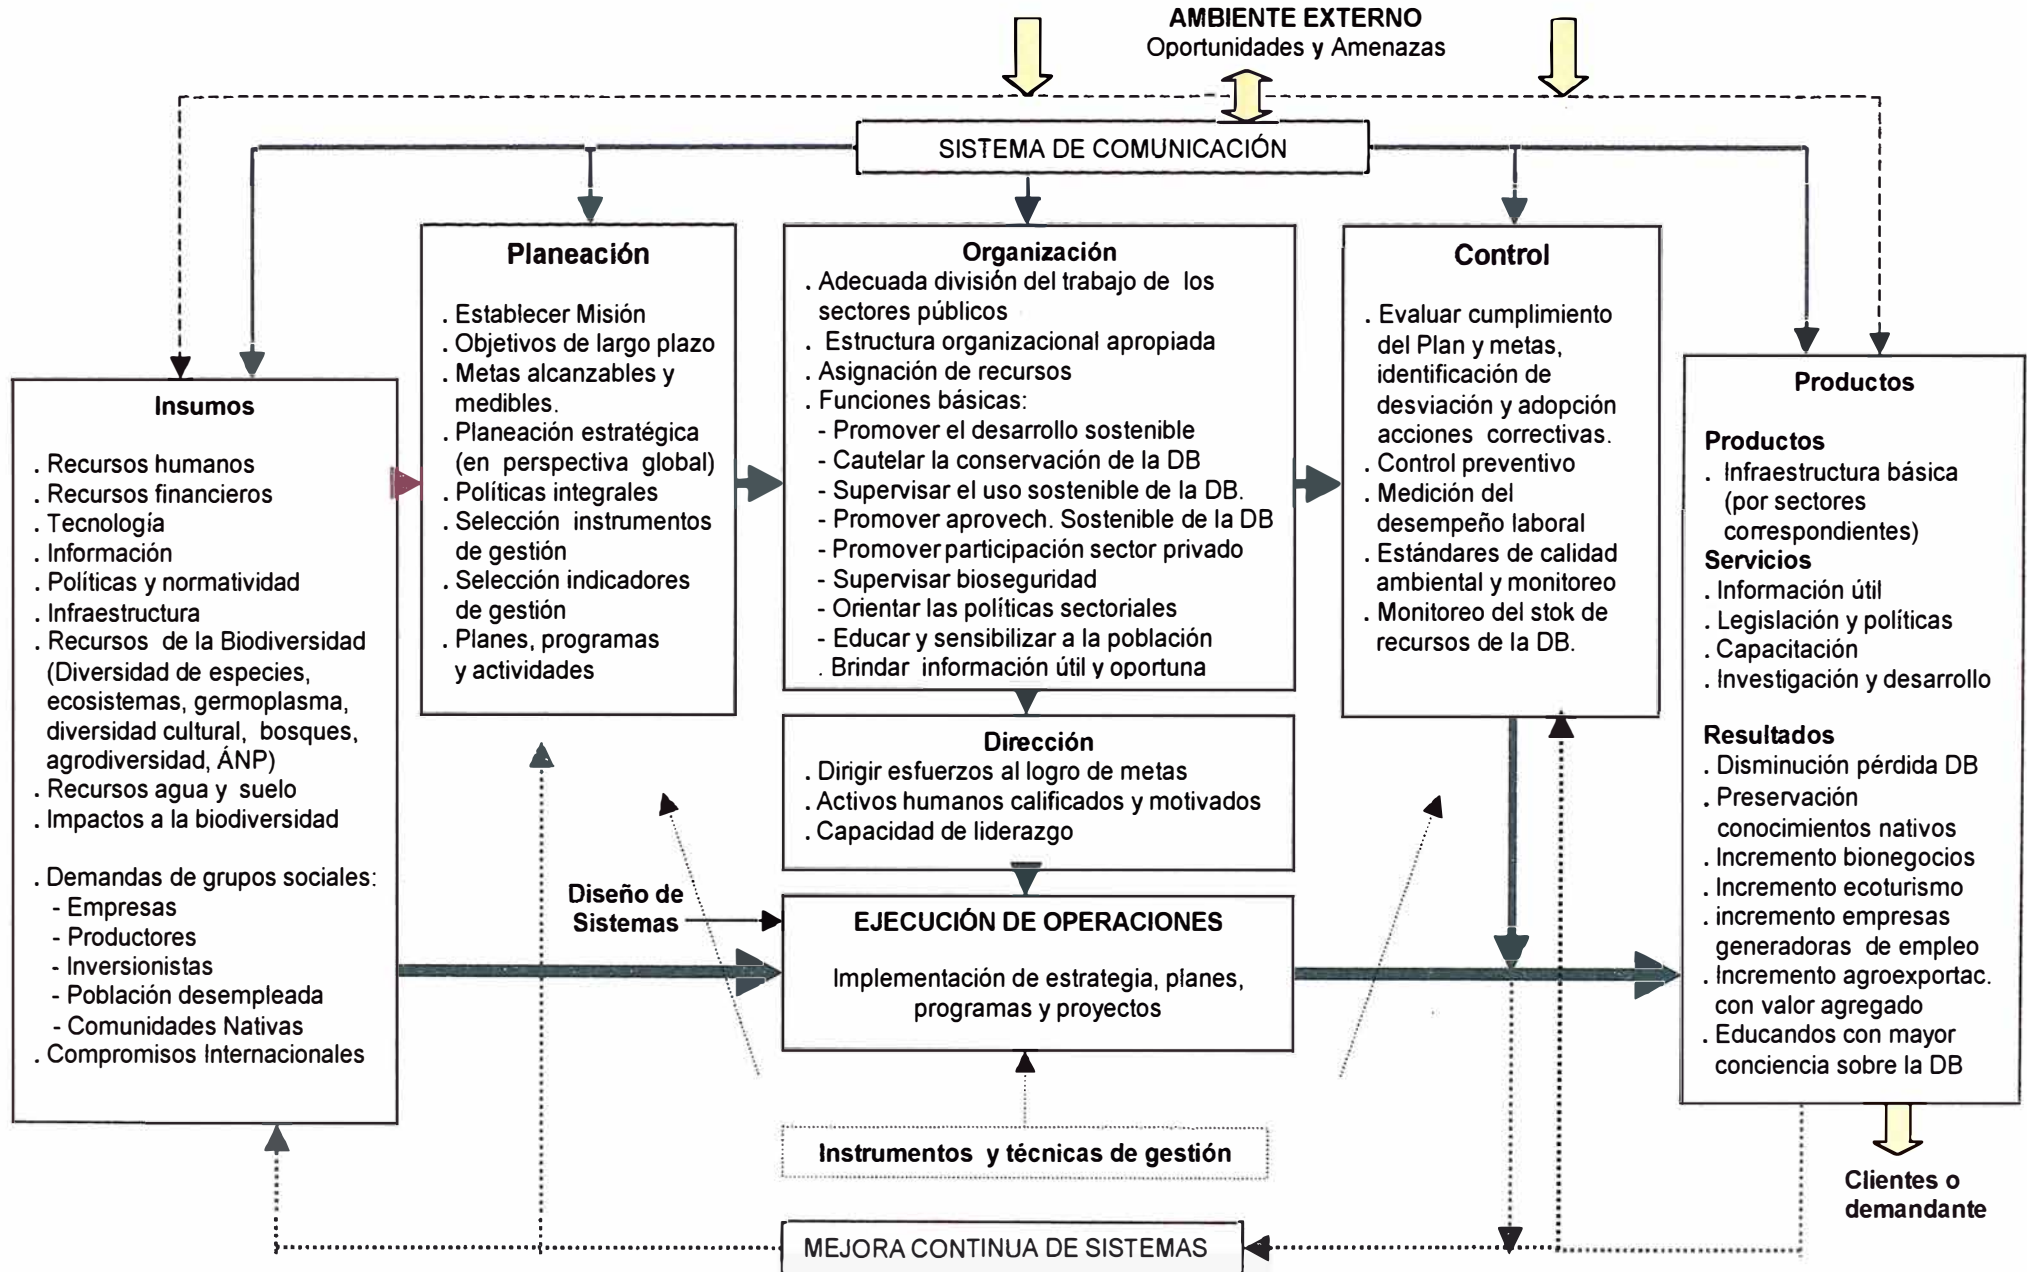 AMBIENTE EXTERNO
Oportunidades y Amenazas
SISTEMA DE COMUNICACIÓN
Insumos
. Recursos humanos
. Recursos financieros
. Tecnología
. Información
. Políticas y normatividad
. Infraestructura
. Recursos de la Biodiversidad
(Diversidad de especies,
ecosistemas, germoplasma,
diversidad cultural, bosques,
agrodiversidad, ÁNP)
. Recursos agua y suelo
. Impactos a la biodiversidad
. Demandas de grupos sociales:
- Empresas
- Productores
- Inversionistas
- Población desempleada
- Comunidades Nativas
. Compromisos Internacionales
Planeación
. Establecer Misión
. Objetivos de largo plazo
. Metas alcanzables y
medibles.
. Planeación estratégica
(en perspectiva global)
. Políticas integrales
. Selección instrumentos
de gestión
. Selección indicadores
de gestión
. Planes, programas
y actividades
Organización
. Adecuada división del trabajo de los
sectores públicos
. Estructura organizacional apropiada
. Asignación de recursos
. Funciones básicas:
- Promover el desarrollo sostenible
- Cautelar la conservación de la DB
- Supervisar el uso sostenible de la DB.
- Promover aprovech. Sostenible de la DB
- Promover participación sector privado
- Supervisar bioseguridad
- Orientar las políticas sectoriales
- Educar y sensibilizar a la población
. Brindar información útil y oportuna
Dirección
. Dirigir esfuerzos al logro de metas
. Activos humanos calificados y motivados
. Capacidad de liderazgo
Diseño de
Sistemas
EJECUCIÓN DE OPERACIONES
Implementación de estrategia, planes,
programas y proyectos
Instrumentos y técnicas de gestión
MEJORA CONTINUA DE SISTEMAS
Control
. Evaluar cumplimiento
del Plan y metas,
identificación de
desviación y adopción
acciones correctivas.
. Control preventivo
. Medición del
desempeño laboral
. Estándares de calidad
ambiental y monitoreo
. Monitoreo del stok de
recursos de la DB.
Productos
Productos
. Infraestructura básica
(por sectores
correspondientes)
Servicios
. Información útil
. Legislación y políticas
. Capacitación
. Investigación y desarrollo
Resultados
. Disminución pérdida DB
. Preservación
conocimientos nativos
. Incremento bionegocios
. Incremento ecoturismo
. incremento empresas
generadoras de empleo
. Incremento agroexportac.
con valor agregado
. Educandos con mayor
conciencia sobre la DB
Clientes o
demandante